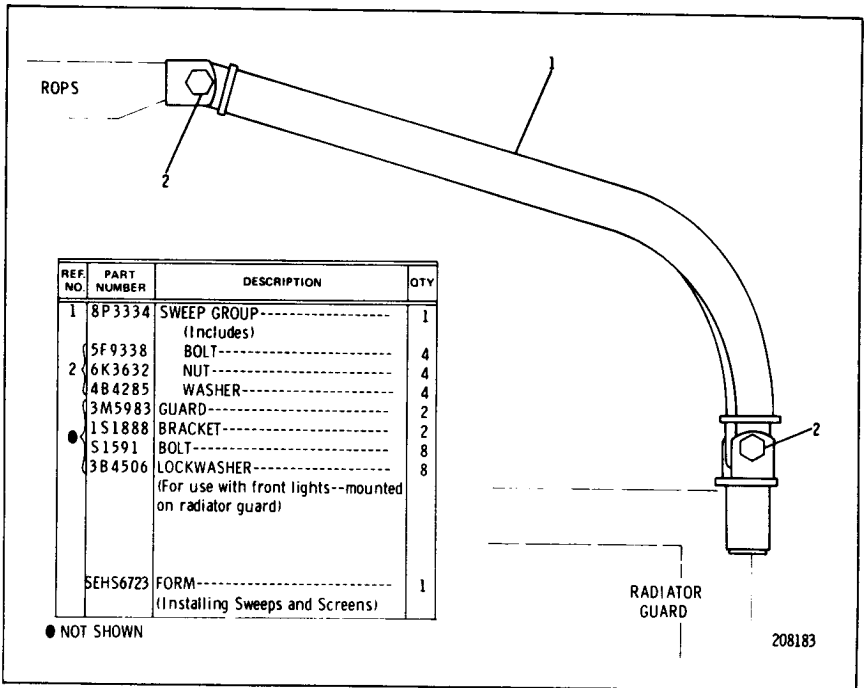 ROPS
1
2
REF. NO. PART NUMBER DESCRIPTION QTY
1 8P3334 SWEEP GROUP-------------------- 1
(Includes)
5F9338 BOLT------------------------ 4
2 6K3632 NUT------------------------- 4
4B4285 WASHER--------------------- 4
3M5983 GUARD------------------------- 2
● 1S1888 BRACKET----------------------- 2
S1591 BOLT--------------------------- 8
3B4506 LOCKWASHER------------------ 8
(For use with front lights--mounted
on radiator guard)
SEHS6723 FORM-------------------------- 1
(Installing Sweeps and Screens)
● NOT SHOWN
2
RADIATOR
GUARD
208183